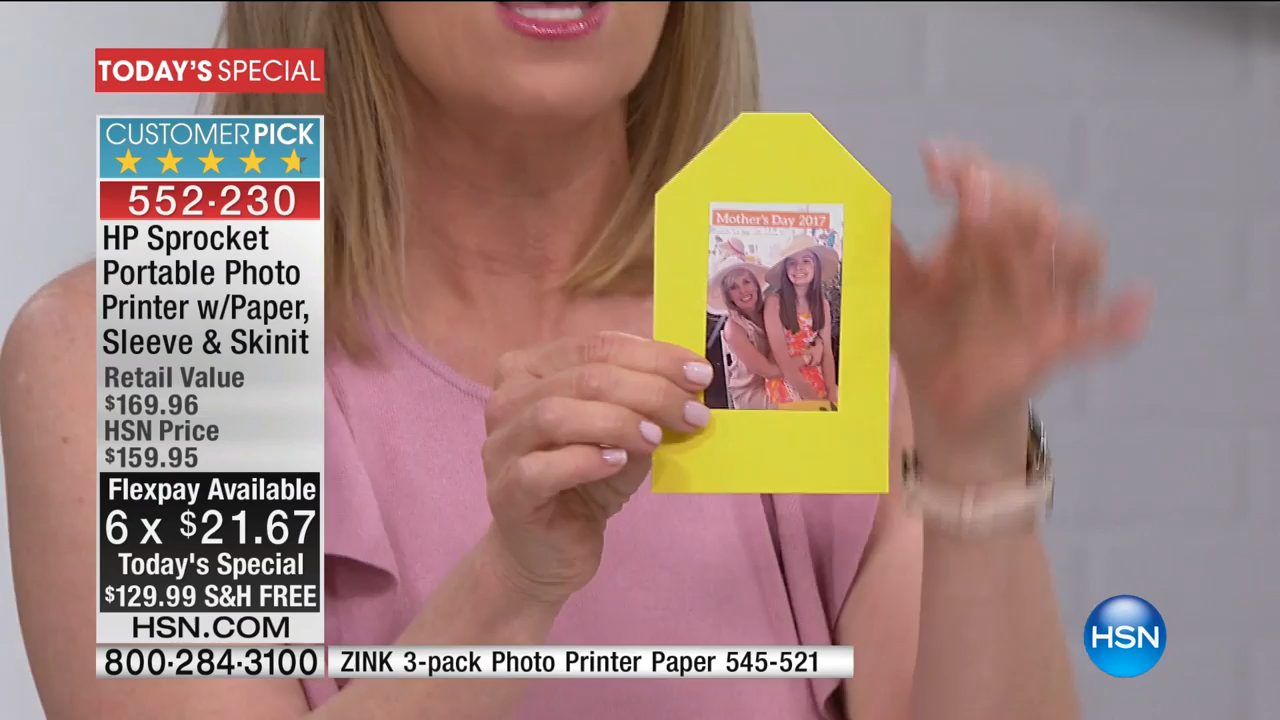 TODAY'S SPECIAL
CUSTOMERPICK
552-230
HP Sprocket
Portable Photo
Printer w/Paper,
Sleeve & Skinit
Retail Value
$169.96
HSN Price
$159.95
Flexpay Available
6 x $21.67
Today's Special
$129.99 S&H FREE
HSN.COM
800-284-3100
ZINK 3-pack Photo Printer Paper 545-521
Mother's Day 2017
HSN